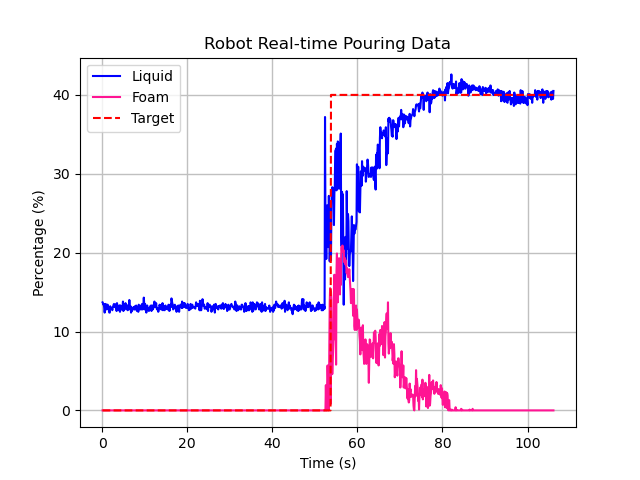 Robot Real-time Pouring Data
Liquid
Foam
Target
Percentage (%)
40
30
20
10
0
0 20 40 60 80 100
Time (s)